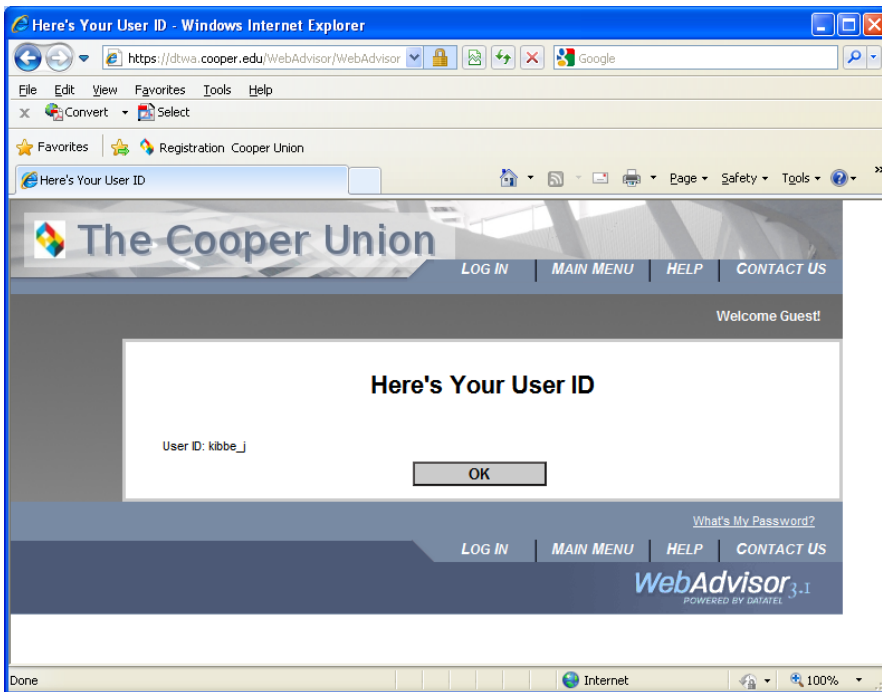 Here's Your User ID - Windows Internet Explorer
https://dtwa.cooper.edu/WebAdvisor/WebAdvisor
Google
File Edit View Favorites Tools Help
x Convert Select
Favorites Registration Cooper Union
Here's Your User ID
Page Safety Tools »
The Cooper Union
LOG IN MAIN MENU HELP CONTACT US
Welcome Guest!
Here's Your User ID
User ID: kibbe_j
OK
What's My Password?
LOG IN MAIN MENU HELP CONTACT US
WebAdvisor 3.1
POWERED BY DATATEL
Done Internet 100%